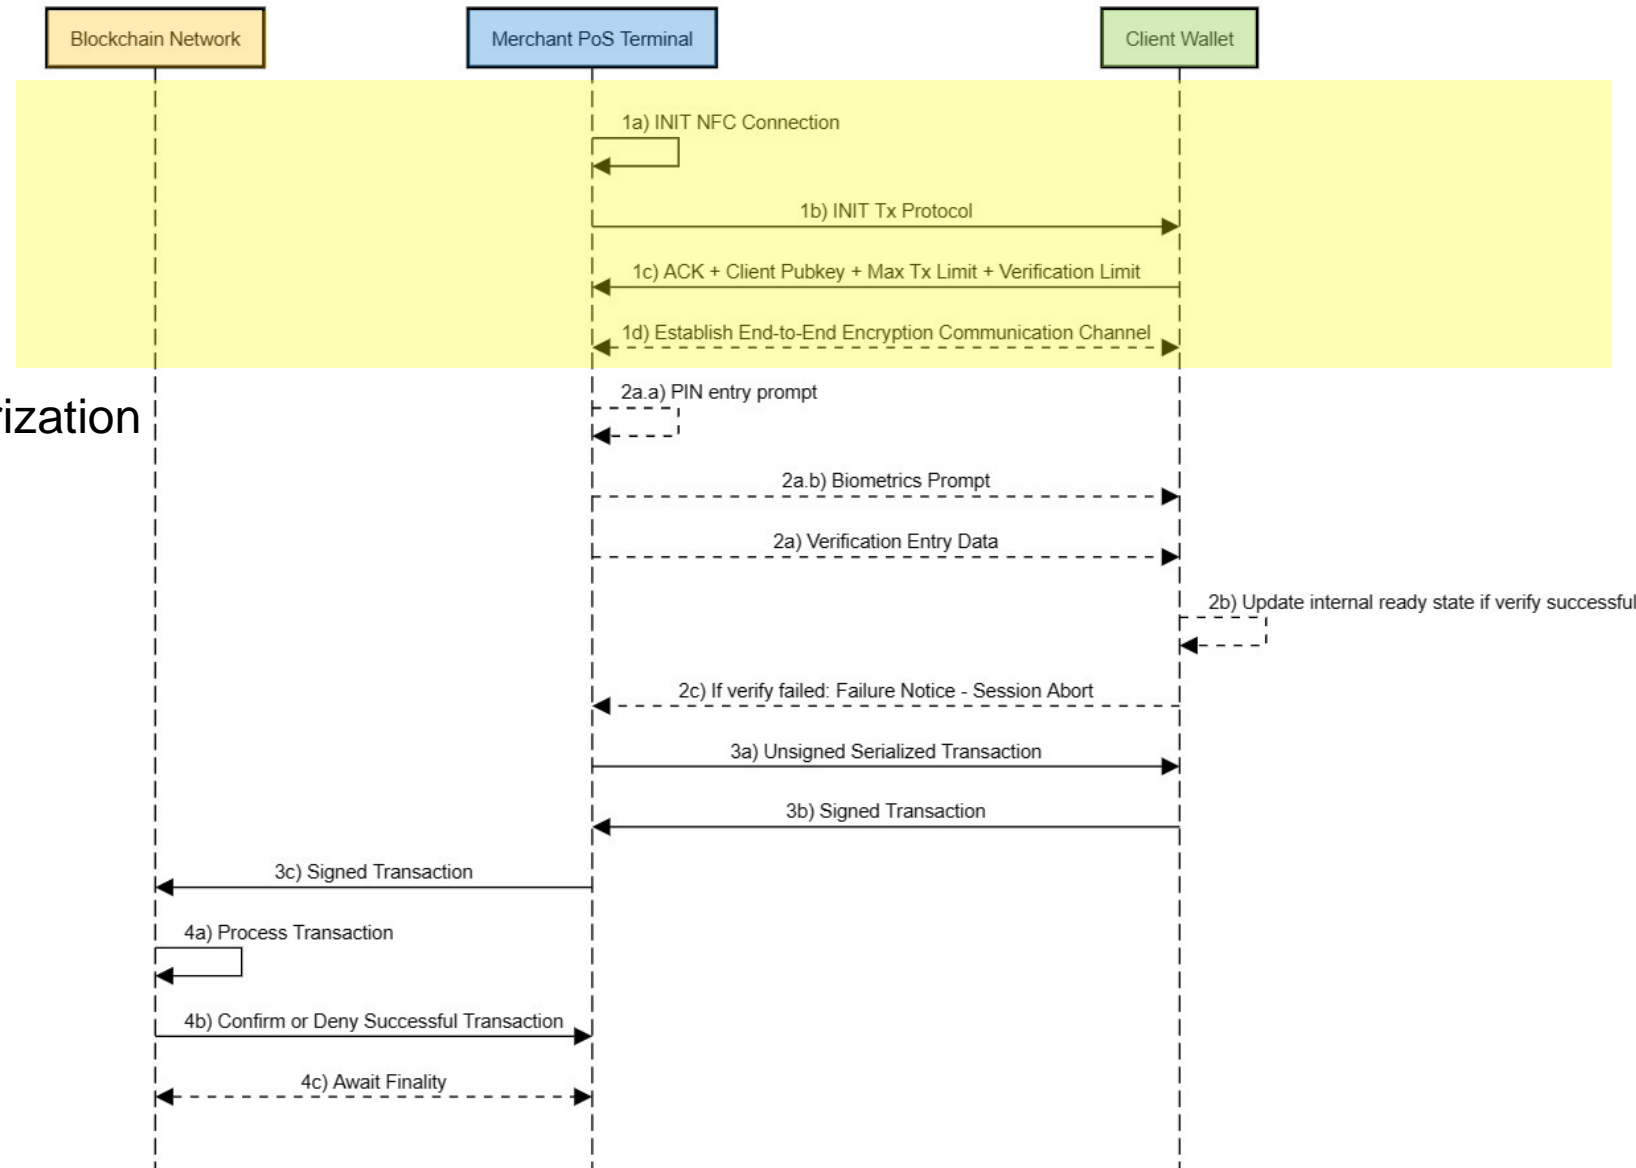 Blockchain Network
Merchant PoS Terminal
Client Wallet
1a) INIT NFC Connection
1b) INIT Tx Protocol
1c) ACK + Client Pubkey + Max Tx Limit + Verification Limit
1d) Establish End-to-End Encryption Communication Channel
2a.a) PIN entry prompt
rization
2a.b) Biometrics Prompt
2a) Verification Entry Data
2b) Update internal ready state if verify successful
2c) If verify failed: Failure Notice - Session Abort
3a) Unsigned Serialized Transaction
3b) Signed Transaction
3c) Signed Transaction
4a) Process Transaction
4b) Confirm or Deny Successful Transaction
4c) Await Finality